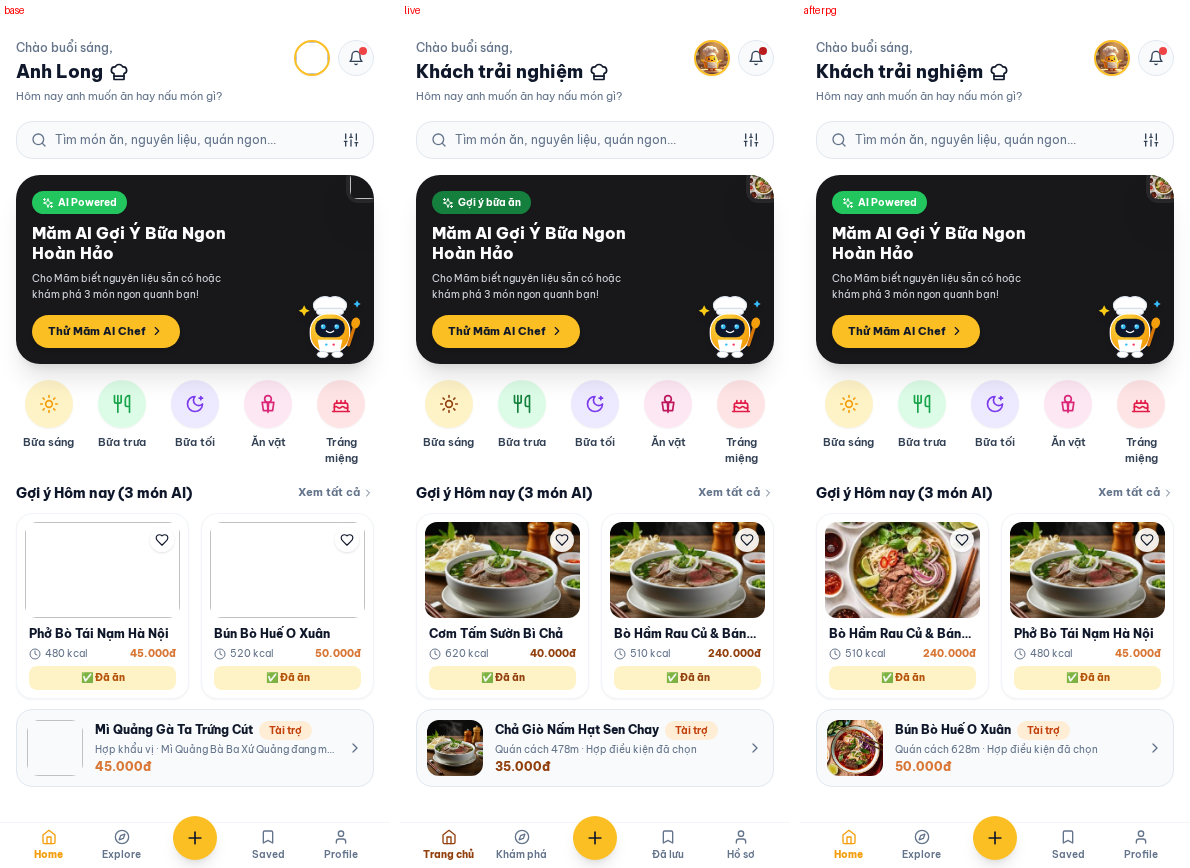 base
Chào buổi sáng,
Anh Long
Hôm nay anh muốn ăn hay nấu món gì?
Tìm món ăn, nguyên liệu, quán ngon...
AI Powered
Măm AI Gợi Ý Bữa Ngon
Hoàn Hảo
Cho Măm biết nguyên liệu sẵn có hoặc
khám phá 3 món ngon quanh bạn!
Thử Măm AI Chef
Bữa sáng
Bữa trưa
Bữa tối
Ăn vặt
Tráng
miệng
Gợi ý Hôm nay (3 món AI)
Xem tất cả
Phở Bò Tái Nạm Hà Nội
480 kcal
45.000đ
✅ Đã ăn
Bún Bò Huế O Xuân
520 kcal
50.000đ
✅ Đã ăn
Mì Quảng Gà Ta Trứng Cút
Tài trợ
Hợp khẩu vị · Mì Quảng Bà Ba Xứ Quảng đang m...
45.000đ
Home
Explore
Saved
Profile
live
Chào buổi sáng,
Khách trải nghiệm
Hôm nay anh muốn ăn hay nấu món gì?
Tìm món ăn, nguyên liệu, quán ngon...
Gợi ý bữa ăn
Măm AI Gợi Ý Bữa Ngon
Hoàn Hảo
Cho Măm biết nguyên liệu sẵn có hoặc
khám phá 3 món ngon quanh bạn!
Thử Măm AI Chef
Bữa sáng
Bữa trưa
Bữa tối
Ăn vặt
Tráng
miệng
Gợi ý Hôm nay (3 món AI)
Xem tất cả
Cơm Tấm Sườn Bì Chả
620 kcal
40.000đ
✅ Đã ăn
Bò Hầm Rau Củ & Bán...
510 kcal
240.000đ
✅ Đã ăn
Chả Giò Nấm Hạt Sen Chay
Tài trợ
Quán cách 478m · Hợp điều kiện đã chọn
35.000đ
Trang chủ
Khám phá
Đã lưu
Hồ sơ
afterpg
Chào buổi sáng,
Khách trải nghiệm
Hôm nay anh muốn ăn hay nấu món gì?
Tìm món ăn, nguyên liệu, quán ngon...
AI Powered
Măm AI Gợi Ý Bữa Ngon
Hoàn Hảo
Cho Măm biết nguyên liệu sẵn có hoặc
khám phá 3 món ngon quanh bạn!
Thử Măm AI Chef
Bữa sáng
Bữa trưa
Bữa tối
Ăn vặt
Tráng
miệng
Gợi ý Hôm nay (3 món AI)
Xem tất cả
Bò Hầm Rau Củ & Bán...
510 kcal
240.000đ
✅ Đã ăn
Phở Bò Tái Nạm Hà Nội
480 kcal
45.000đ
✅ Đã ăn
Bún Bò Huế O Xuân
Tài trợ
Quán cách 628m · Hợp điều kiện đã chọn
50.000đ
Home
Explore
Saved
Profile